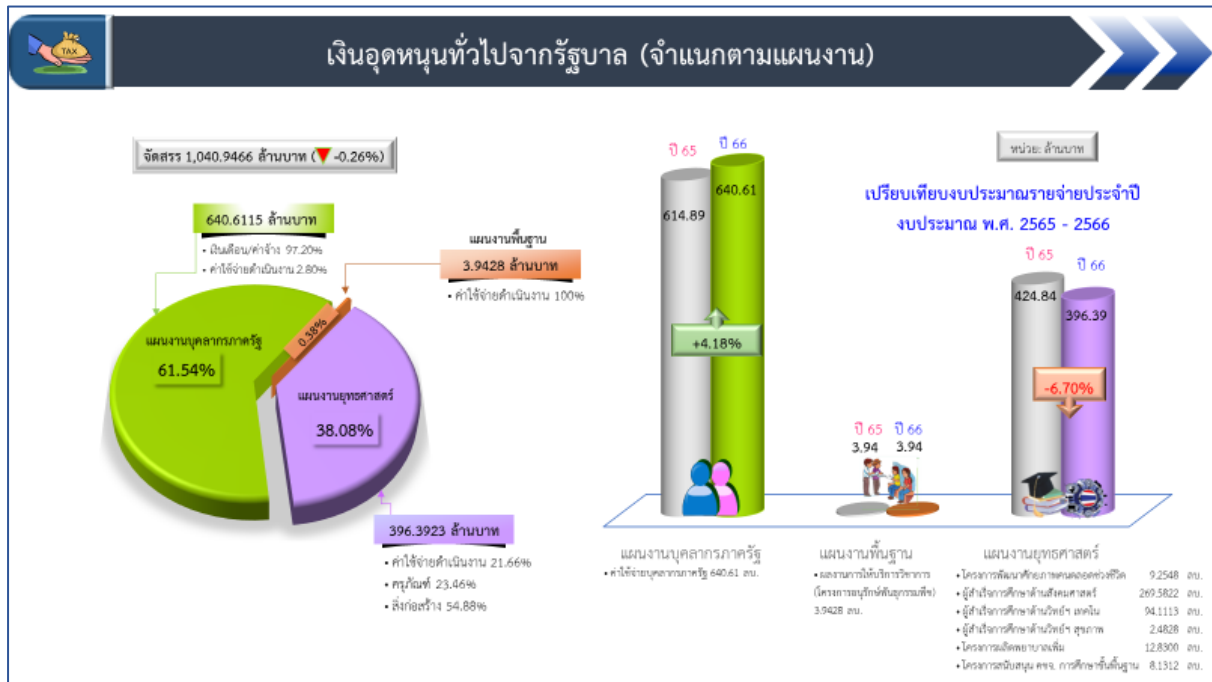 TAX
เงินอุดหนุนทั่วไปจากรัฐบาล (จำแนกตามแผนงาน)
จัดสรร 1,040.9466 ล้านบาท (▼ -0.26%)
640.6115 ล้านบาท
• เงินเดือน/ค่าจ้าง 97.20%
• ค่าใช้จ่ายดำเนินงาน 2.80%
แผนงานพื้นฐาน
3.9428 ล้านบาท
• ค่าใช้จ่ายดำเนินงาน 100%
แผนงานบุคลากรภาครัฐ
61.54%
0.38%
แผนงานยุทธศาสตร์
38.08%
396.3923 ล้านบาท
• ค่าใช้จ่ายดำเนินงาน 21.66%
• ครุภัณฑ์ 23.46%
• สิ่งก่อสร้าง 54.88%
หน่วย: ล้านบาท
เปรียบเทียบงบประมาณรายจ่ายประจำปี
งบประมาณ พ.ศ. 2565 - 2566
ปี 65
ปี 66
614.89
640.61
+4.18%
ปี 65
ปี 66
3.94
3.94
ปี 65
ปี 66
424.84
396.39
-6.70%
แผนงานบุคลากรภาครัฐ
• ค่าใช้จ่ายบุคลากรภาครัฐ 640.61 ลบ.
แผนงานพื้นฐาน
• ผลงานการให้บริการวิชาการ
(โครงการอนุรักษ์พันธุกรรมพืช)
3.9428 ลบ.
แผนงานยุทธศาสตร์
• โครงการพัฒนาศักยภาพคนตลอดช่วงชีวิต 9.2548 ลบ.
• ผู้สำเร็จการศึกษาด้านสังคมศาสตร์ 269.5822 ลบ.
• ผู้สำเร็จการศึกษาด้านวิทย์ฯ เทคโน 94.1113 ลบ.
• ผู้สำเร็จการศึกษาด้านวิทย์ฯ สุขภาพ 2.4828 ลบ.
• โครงการผลิตพยาบาลเพิ่ม 12.8300 ลบ.
• โครงการสนับสนุน คชจ. การศึกษาขั้นพื้นฐาน 8.1312 ลบ.